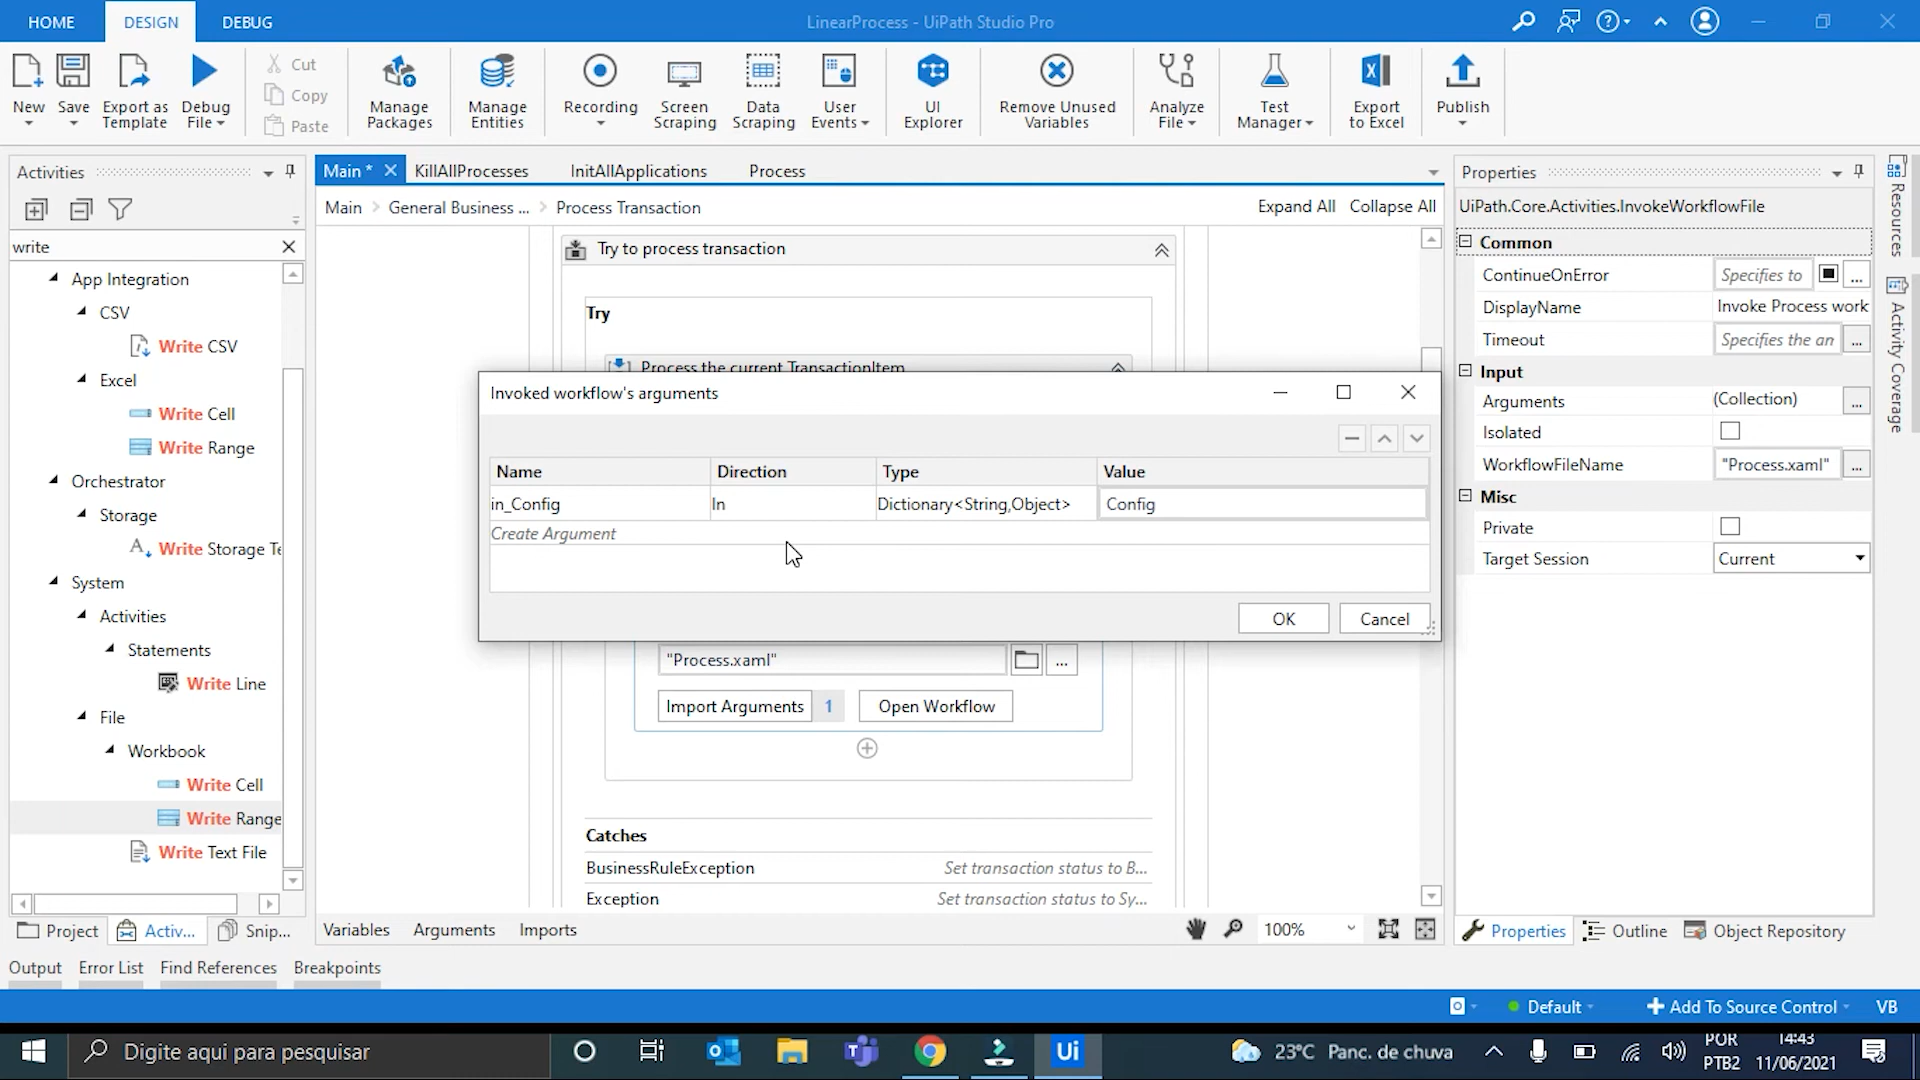 HOME DESIGN DEBUG LinearProcess - UiPath Studio Pro
New Save Export as Template Debug File
Cut
Copy
Paste
Manage Packages Manage Entities Recording Screen Scraping Data Scraping User Events UI Explorer Remove Unused Variables Analyze File Test Manager Export to Excel Publish
Activities
write
App Integration
CSV
Write CSV
Excel
Write Cell
Write Range
Orchestrator
Storage
Write Storage Te
System
Activities
Statements
Write Line
File
Workbook
Write Cell
Write Range
Write Text File
Project Activ... Snip...
Main * KillAllProcesses InitAllApplications Process
Main General Business ... Process Transaction Expand All Collapse All
Try to process transaction
Try
Process the current TransactionItem
Invoked workflow's arguments
Name Direction Type Value
in_Config In Dictionary<String,Object> Config
Create Argument
OK Cancel
"Process.xaml" ...
Import Arguments 1 Open Workflow
Catches
BusinessRuleException Set transaction status to B...
Exception Set transaction status to Sy...
Variables Arguments Imports 100%
Properties
UiPath.Core.Activities.InvokeWorkflowFile
Common
ContinueOnError Specifies to ...
DisplayName Invoke Process work
Timeout Specifies the an ...
Input
Arguments (Collection) ...
Isolated
WorkflowFileName "Process.xaml" ...
Misc
Private
Target Session Current
Properties Outline Object Repository
Resources
Activity Coverage
Output Error List Find References Breakpoints
Default Add To Source Control VB
Digite aqui para pesquisar Ui 23°C Panc. de chuva POR PTB2 14:43 11/06/2021